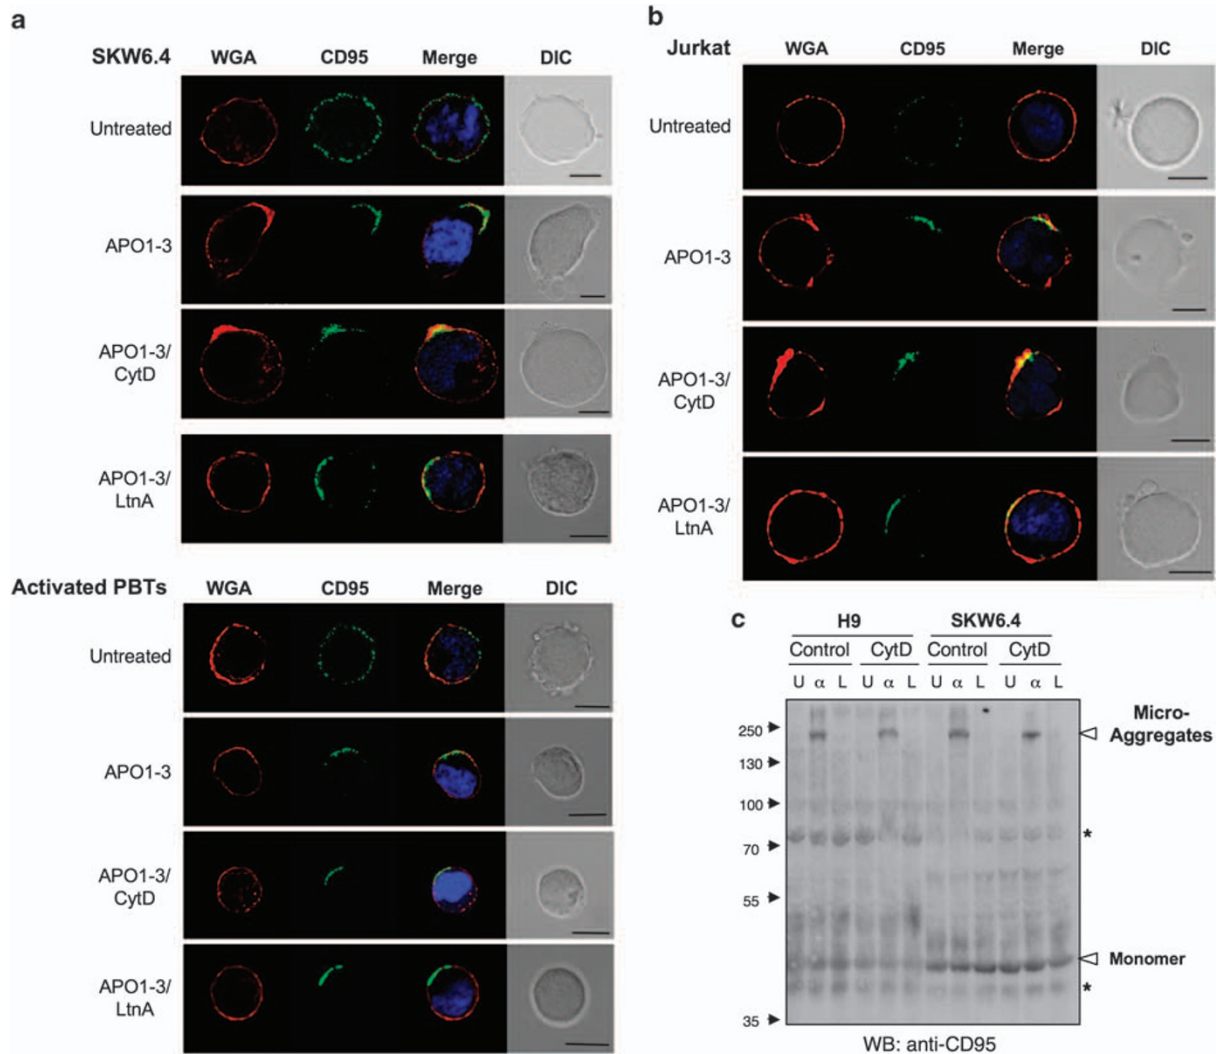 a
SKW6.4 WGA CD95 Merge DIC
Untreated
APO1-3
APO1-3/
CytD
APO1-3/
LtnA
Activated PBTs WGA CD95 Merge DIC
Untreated
APO1-3
APO1-3/
CytD
APO1-3/
LtnA
b
Jurkat WGA CD95 Merge DIC
Untreated
APO1-3
APO1-3/
CytD
APO1-3/
LtnA
c
H9 SKW6.4
Control CytD Control CytD
U α L U α L U α L U α L
250
130
100
70
55
35
Micro-
Aggregates
*
Monomer
*
WB: anti-CD95